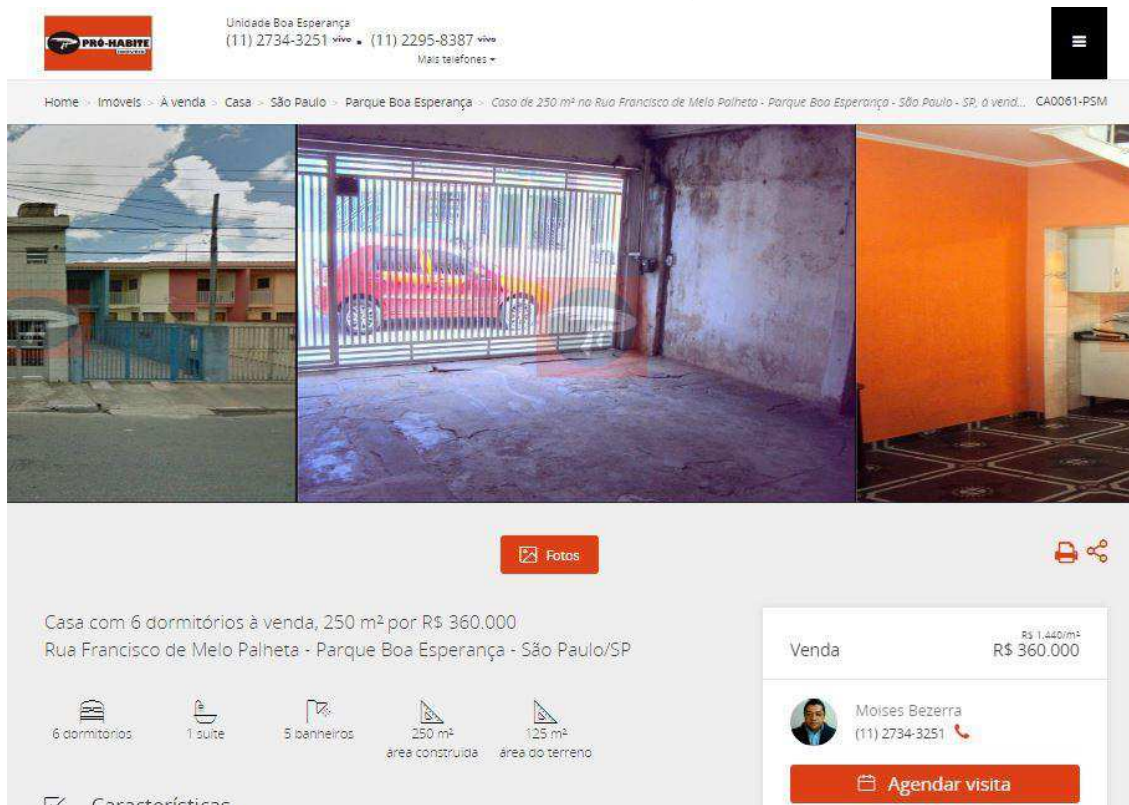 PRÓ-HABITE
IMÓVEIS
Unidade Boa Esperança
(11) 2734-3251 vivo • (11) 2295-8387 vivo
Mais telefones
Home > Imóveis > À venda > Casa > São Paulo > Parque Boa Esperança > Casa de 250 m² na Rua Francisco de Melo Palheta - Parque Boa Esperança - São Paulo - SP, à vend... CA0061-PSM
Fotos
Casa com 6 dormitórios à venda, 250 m² por R$ 360.000
Rua Francisco de Melo Palheta - Parque Boa Esperança - São Paulo/SP
6 dormitórios
1 suíte
5 banheiros
250 m²
área construída
125 m²
área do terreno
Características
Venda
R$ 1.440/m²
R$ 360.000
Moises Bezerra
(11) 2734-3251
Agendar visita